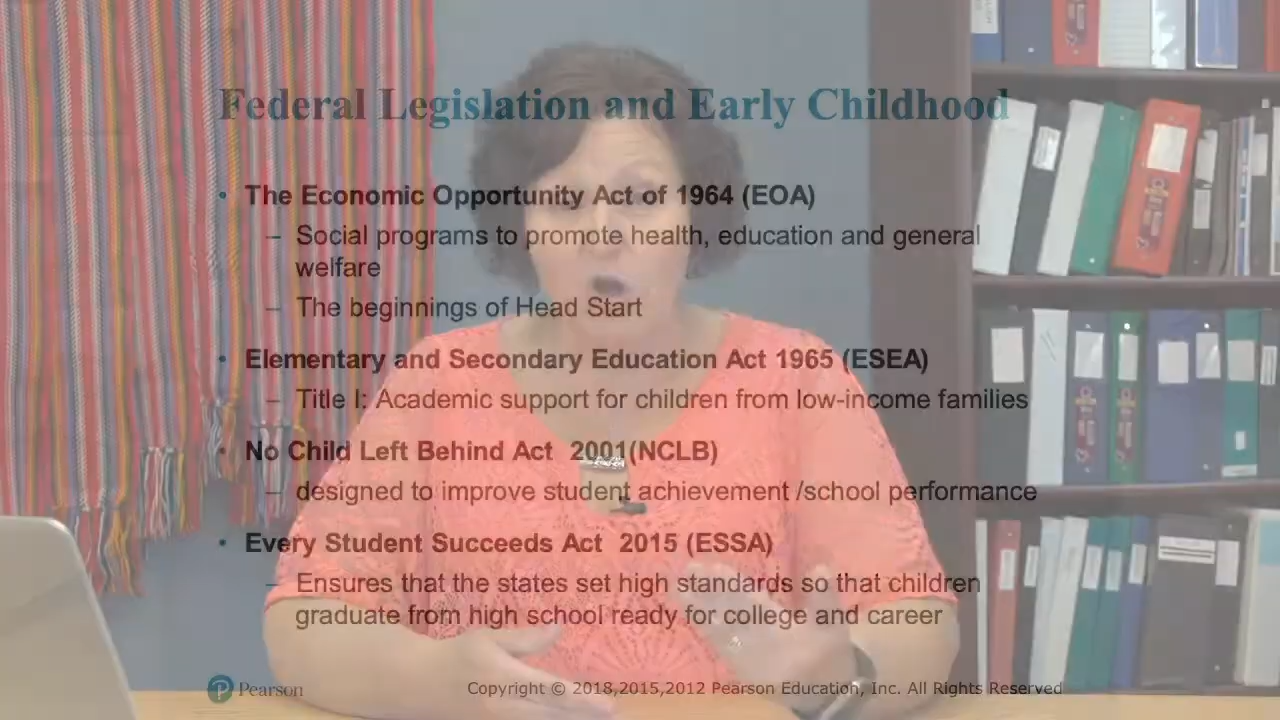 Federal Legislation and Early Childhood
• The Economic Opportunity Act of 1964 (EOA)
– Social programs to promote health, education and general
welfare
– The beginnings of Head Start
• Elementary and Secondary Education Act 1965 (ESEA)
– Title I: Academic support for children from low-income families
• No Child Left Behind Act 2001(NCLB)
– designed to improve student achievement /school performance
• Every Student Succeeds Act 2015 (ESSA)
– Ensures that the states set high standards so that children
graduate from high school ready for college and career
Pearson
Copyright © 2018,2015,2012 Pearson Education, Inc. All Rights Reserved